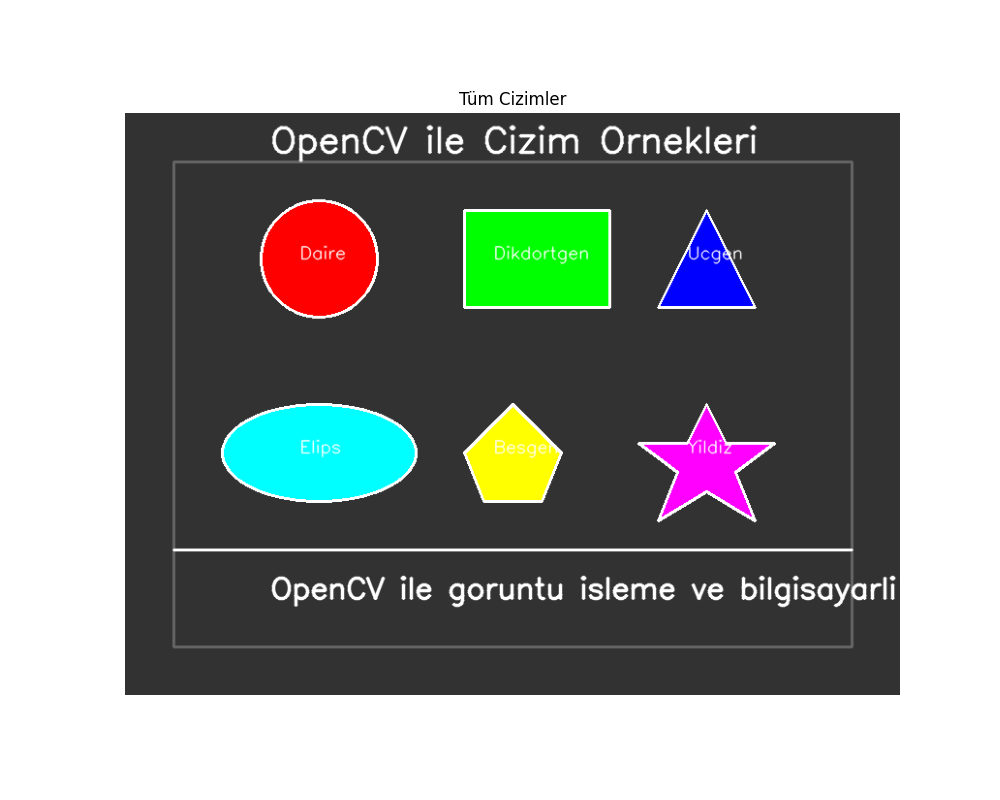 Tüm Cizimler
OpenCV ile Cizim Ornekleri
Daire
Dikdortgen
Ucgen
Elips
Besgen
Yildiz
OpenCV ile goruntu isleme ve bilgisayarli